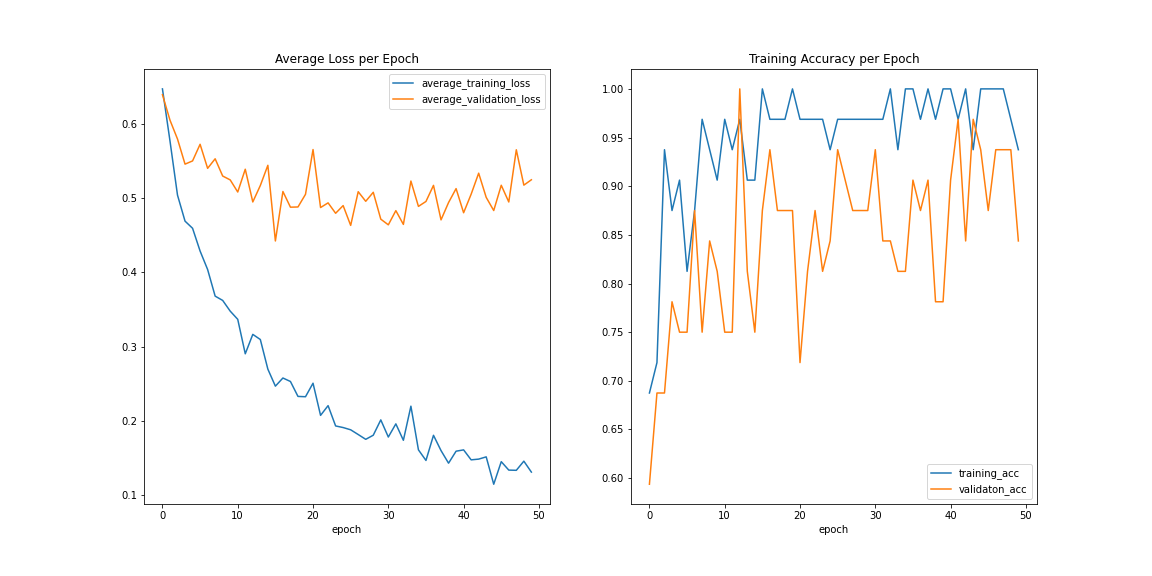 Average Loss per Epoch
average_training_loss
average_validation_loss
0.6
0.5
0.4
0.3
0.2
0.1
0 10 20 30 40 50
epoch
Training Accuracy per Epoch
1.00
0.95
0.90
0.85
0.80
0.75
0.70
0.65
0.60
training_acc
validaton_acc
0 10 20 30 40 50
epoch